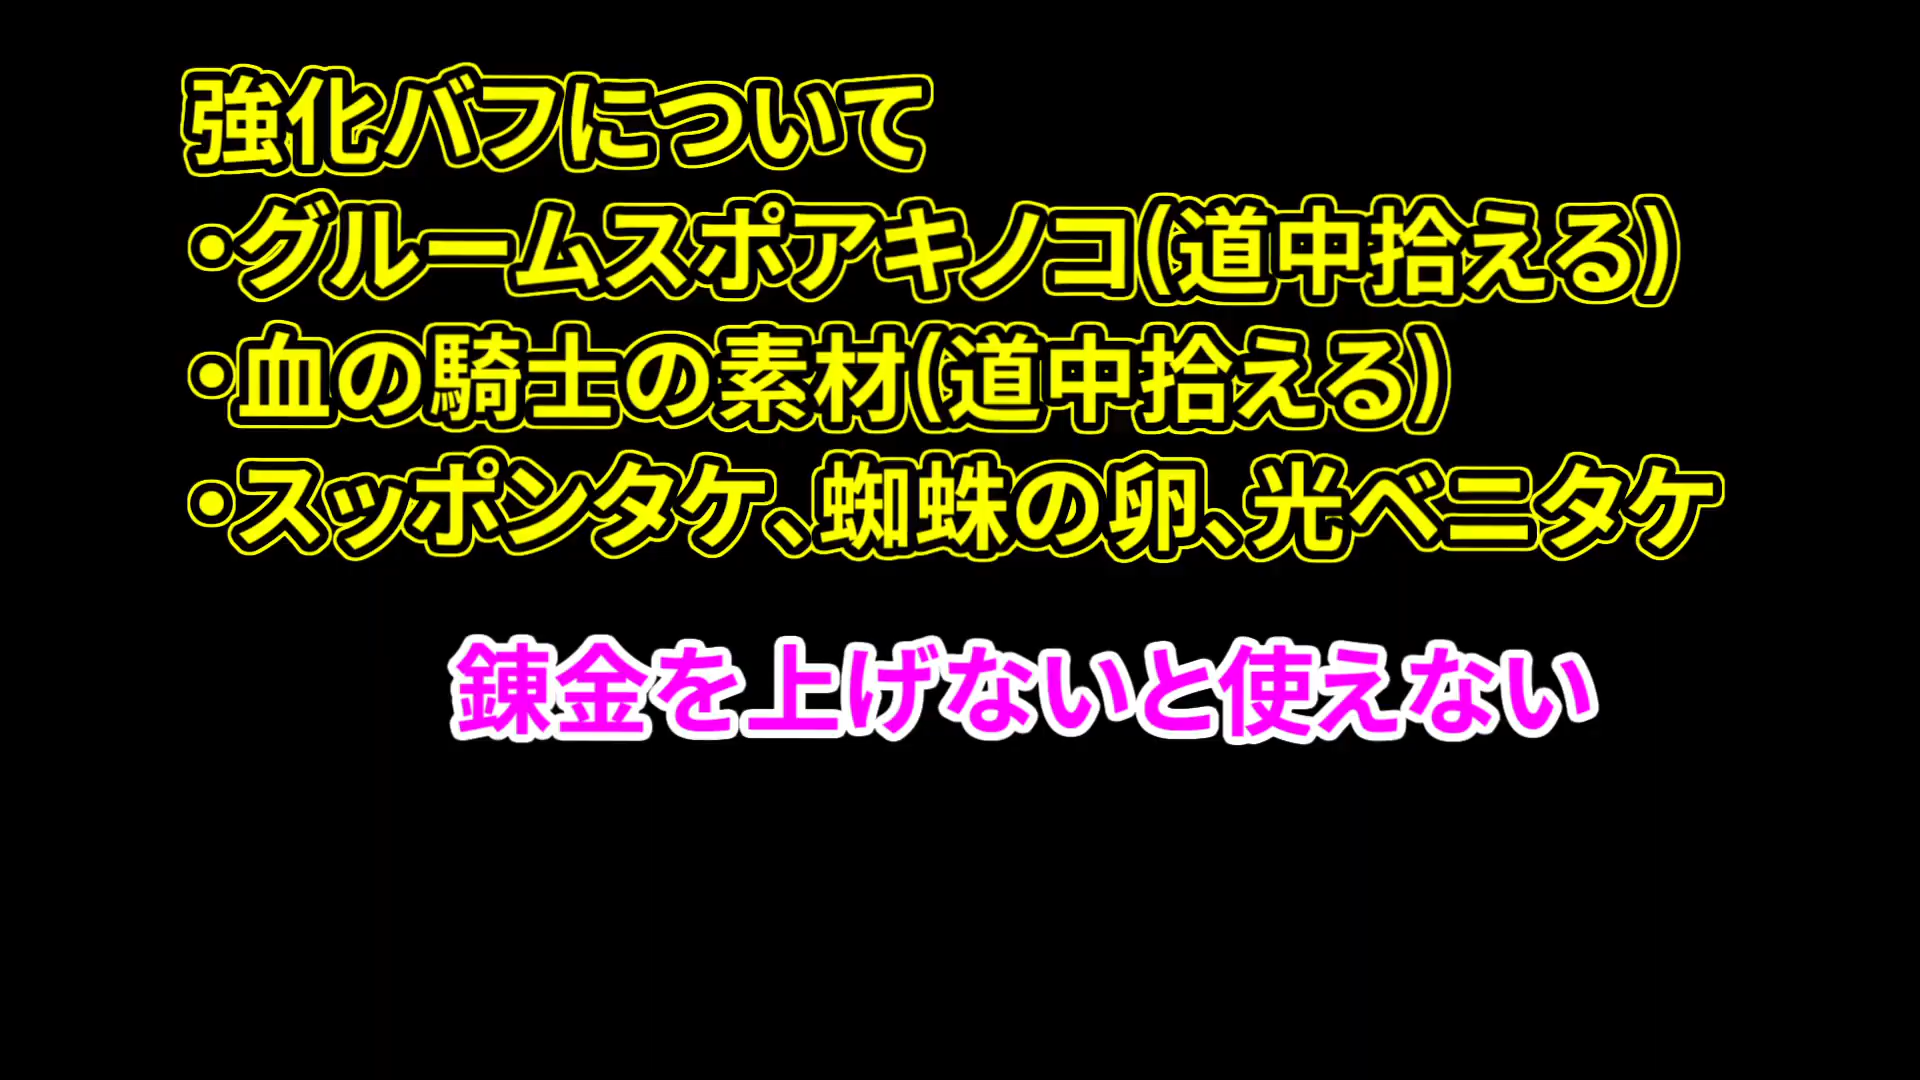 強化バフについて
・グルームスポアキノコ(道中拾える)
・血の騎士の素材(道中拾える)
・スッポンタケ、蜘蛛の卵、光ベニタケ
錬金を上げないと使えない